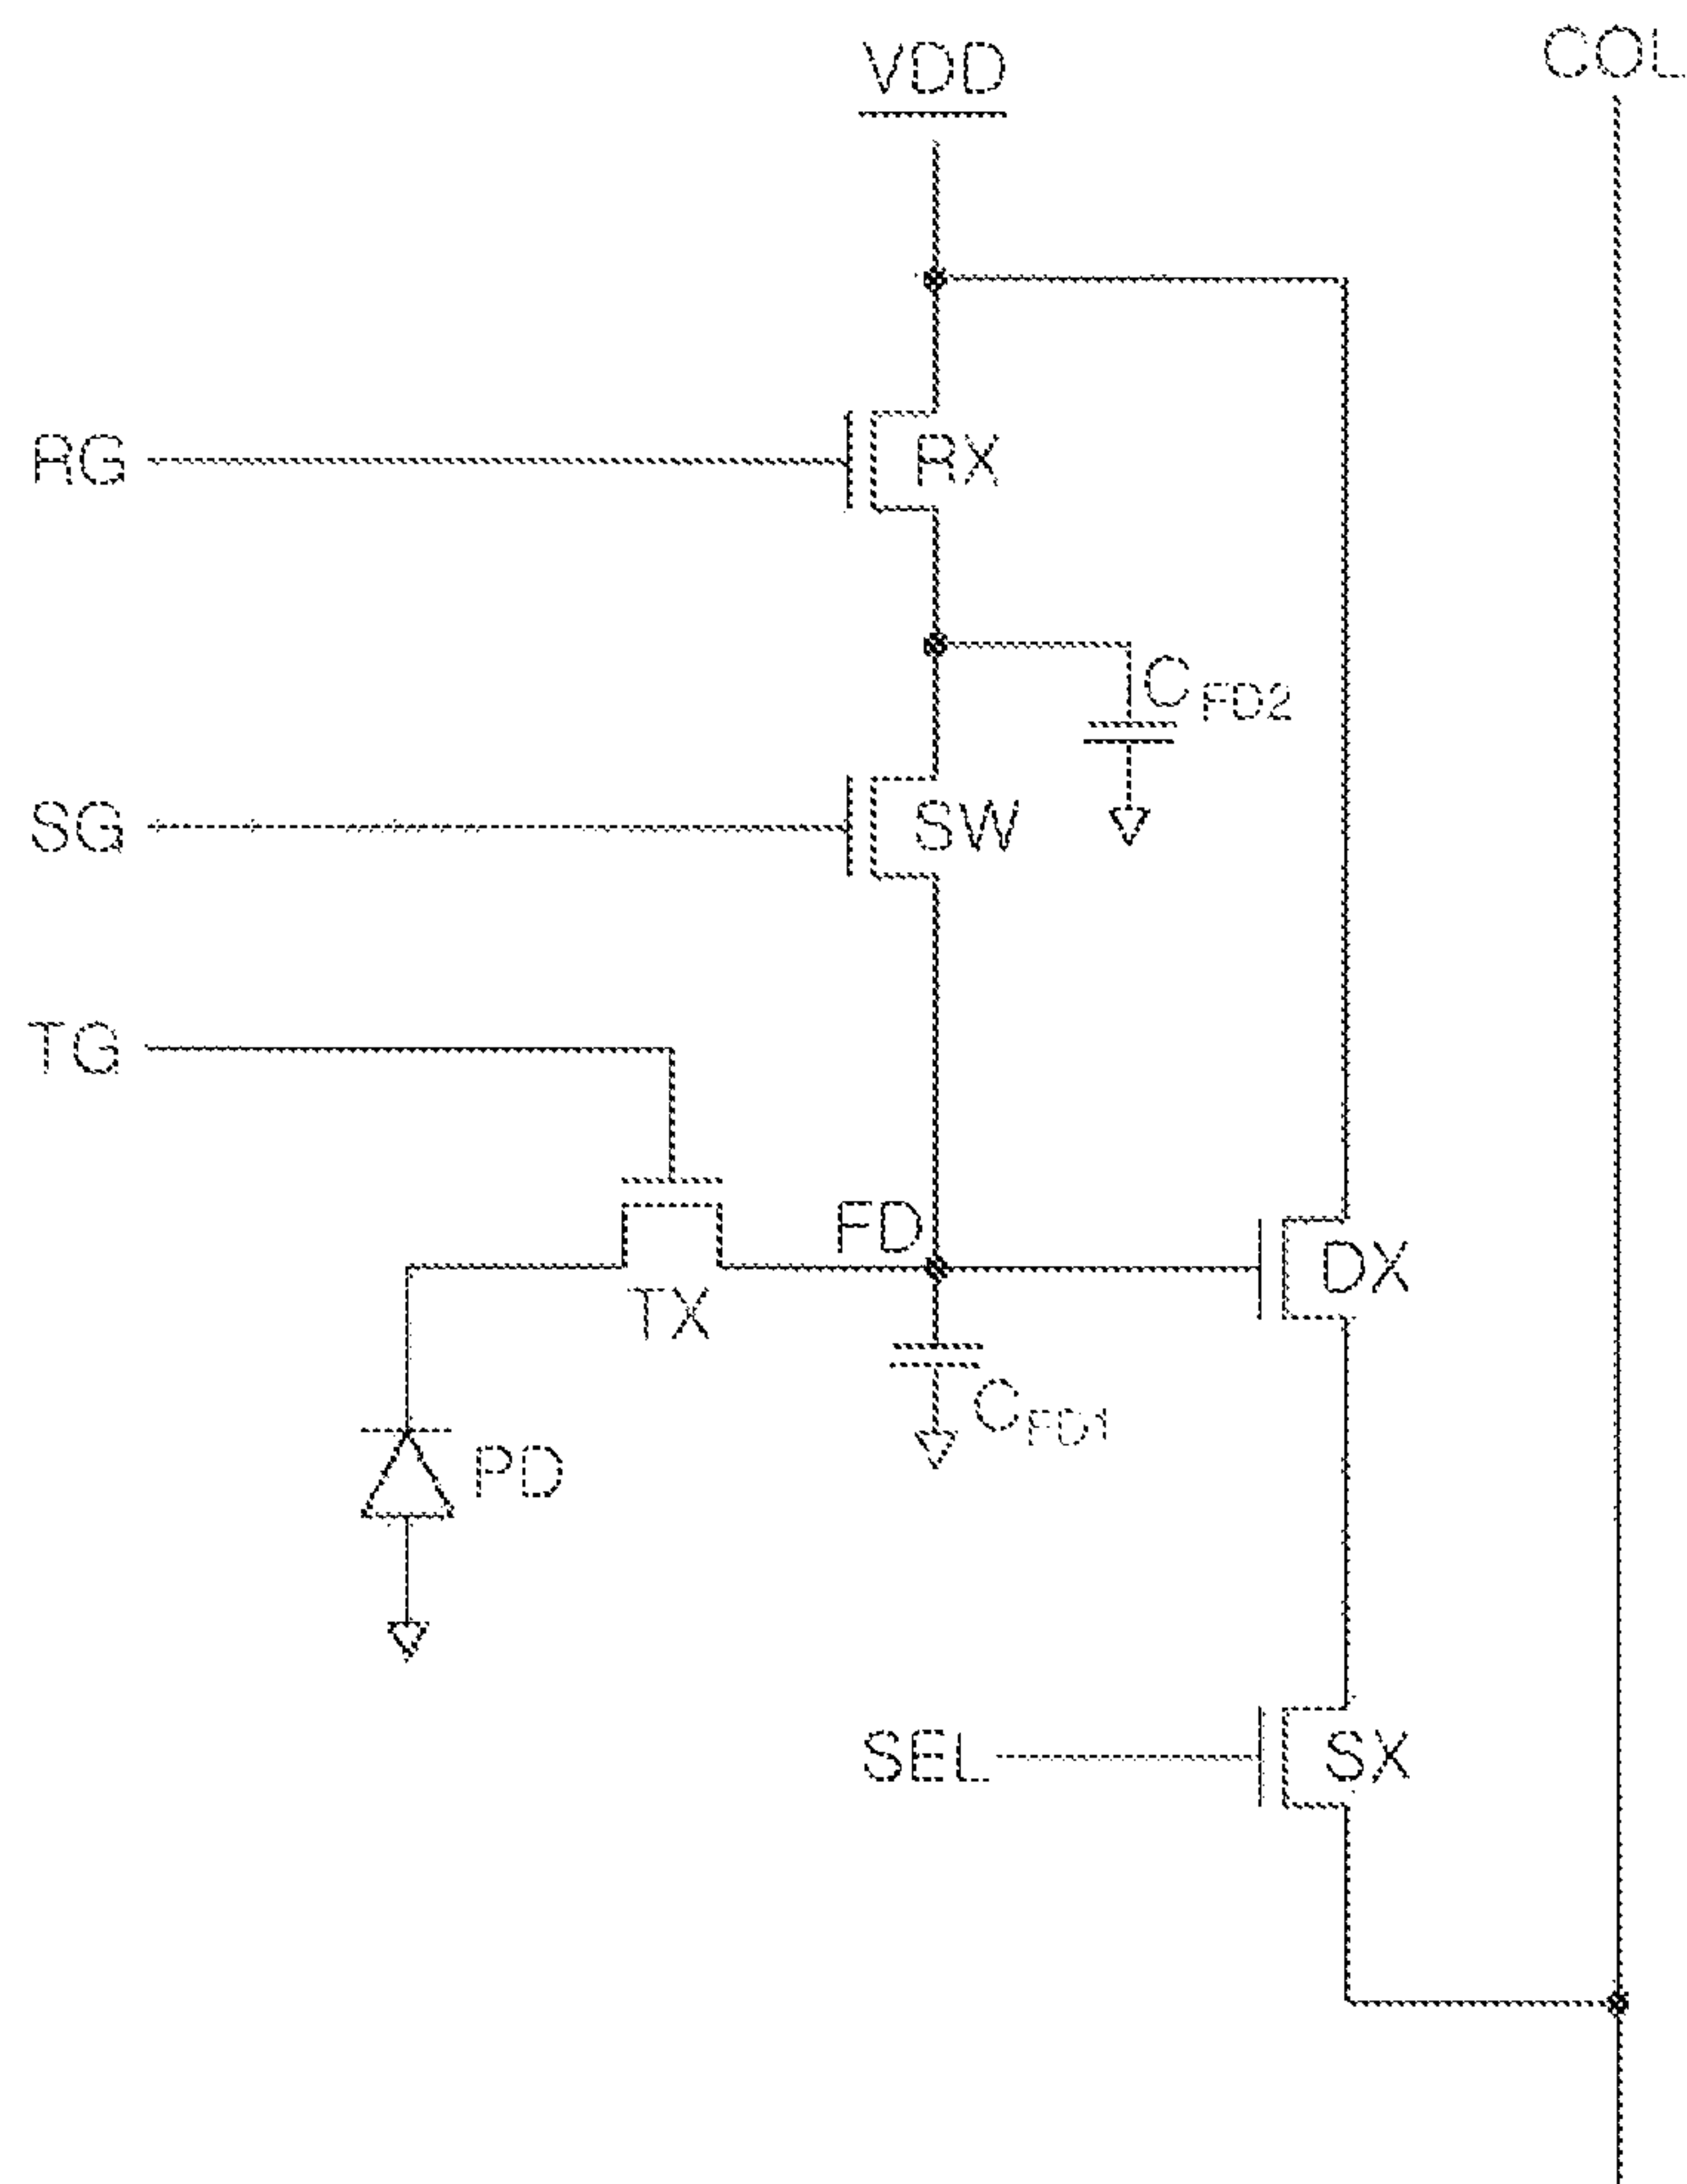 VDD
COL
RG
RX
CFD2
SG
SW
TG
FD
DX
TX
CFD1
PD
SEL
SX